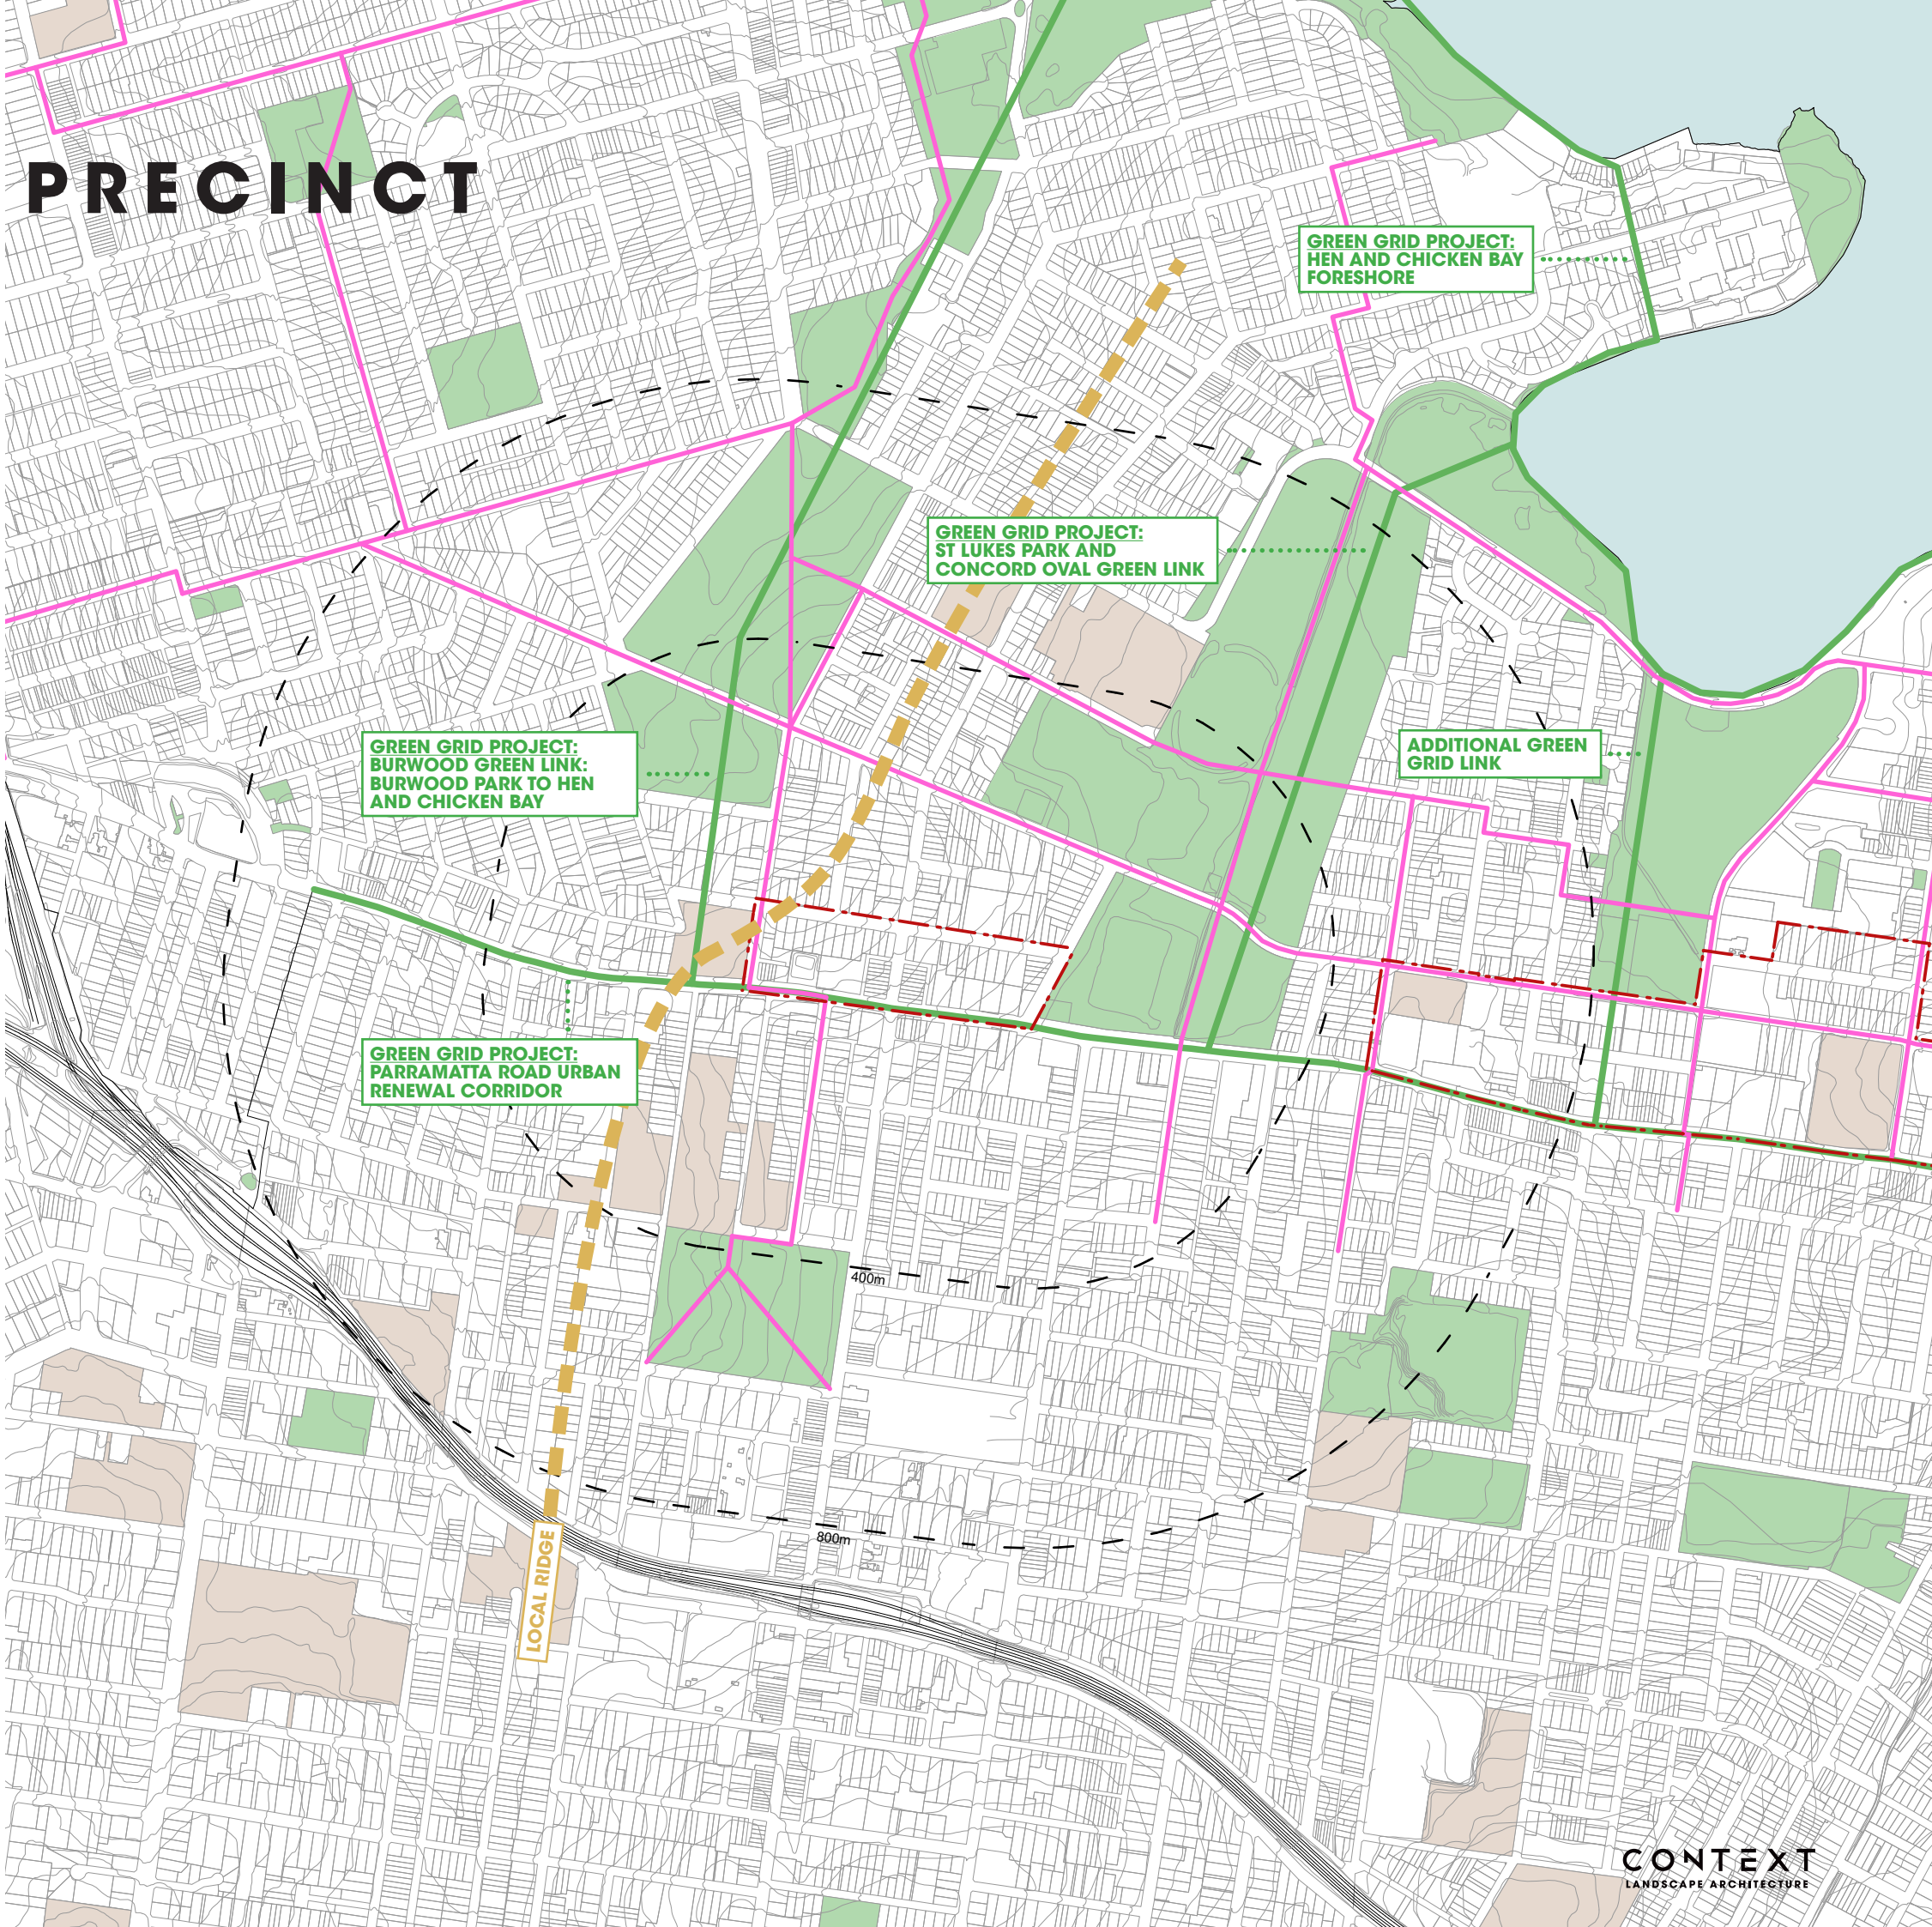 PRECINCT
GREEN GRID PROJECT:
HEN AND CHICKEN BAY
FORESHORE
GREEN GRID PROJECT:
ST LUKES PARK AND
CONCORD OVAL GREEN LINK
GREEN GRID PROJECT:
BURWOOD GREEN LINK:
BURWOOD PARK TO HEN
AND CHICKEN BAY
ADDITIONAL GREEN
GRID LINK
GREEN GRID PROJECT:
PARRAMATTA ROAD URBAN
RENEWAL CORRIDOR
400m
800m
LOCAL RIDGE
CONTEXT
LANDSCAPE ARCHITECTURE